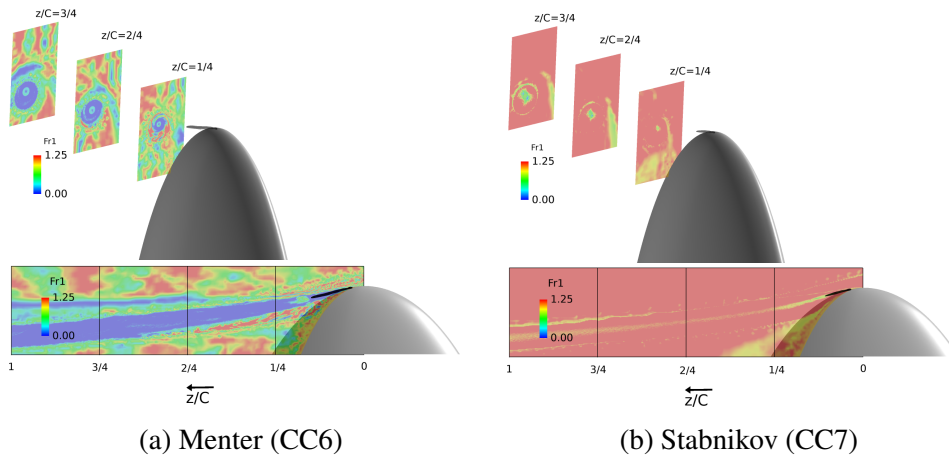 z/C=3/4
z/C=2/4
z/C=1/4
Fr1
1.25
0.00
Fr1
1.25
0.00
1
3/4
2/4
1/4
0
z/C
(a) Menter (CC6)
z/C=3/4
z/C=2/4
z/C=1/4
Fr1
1.25
0.00
Fr1
1.25
0.00
1
3/4
2/4
1/4
0
z/C
(b) Stabnikov (CC7)